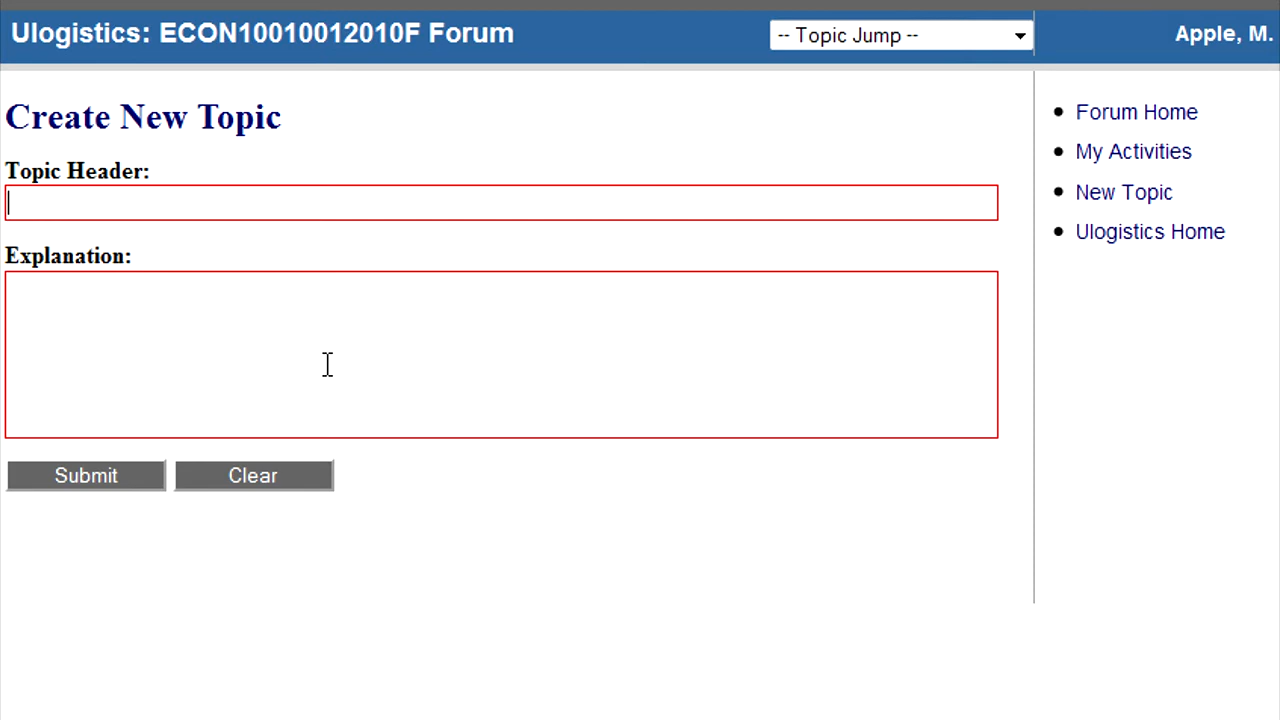 Ulogistics: ECON10010012010F Forum
-- Topic Jump --
Apple, M.
Create New Topic
Topic Header:
Explanation:
Submit
Clear
Forum Home
My Activities
New Topic
Ulogistics Home